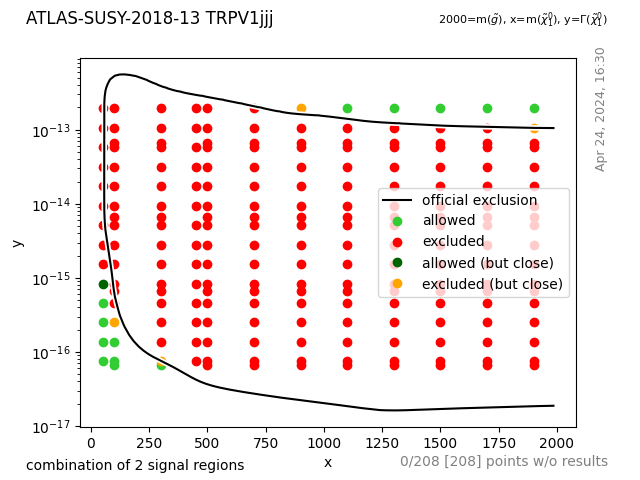 ATLAS-SUSY-2018-13 TRPV1jjj
2000=m(g̃), x=m(χ̃₁⁰), y=Γ(χ̃₁⁰)
Apr 24, 2024, 16:30
10⁻¹³
10⁻¹⁴
10⁻¹⁵
10⁻¹⁶
10⁻¹⁷
y
official exclusion
allowed
excluded
allowed (but close)
excluded (but close)
0 250 500 750 1000 1250 1500 1750 2000
x
combination of 2 signal regions
0/208 [208] points w/o results